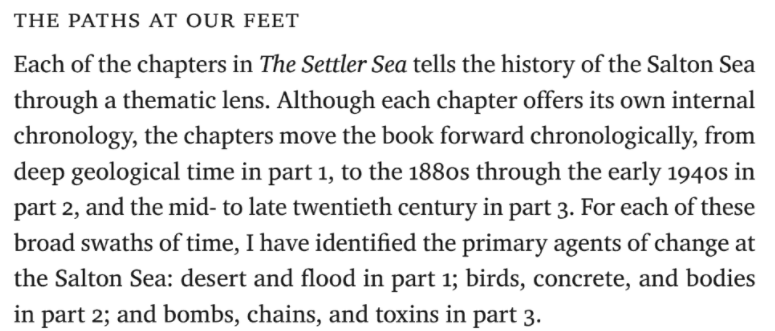 THE PATHS AT OUR FEET
Each of the chapters in The Settler Sea tells the history of the Salton Sea
through a thematic lens. Although each chapter offers its own internal
chronology, the chapters move the book forward chronologically, from
deep geological time in part 1, to the 1880s through the early 1940s in
part 2, and the mid- to late twentieth century in part 3. For each of these
broad swaths of time, I have identified the primary agents of change at
the Salton Sea: desert and flood in part 1; birds, concrete, and bodies
in part 2; and bombs, chains, and toxins in part 3.